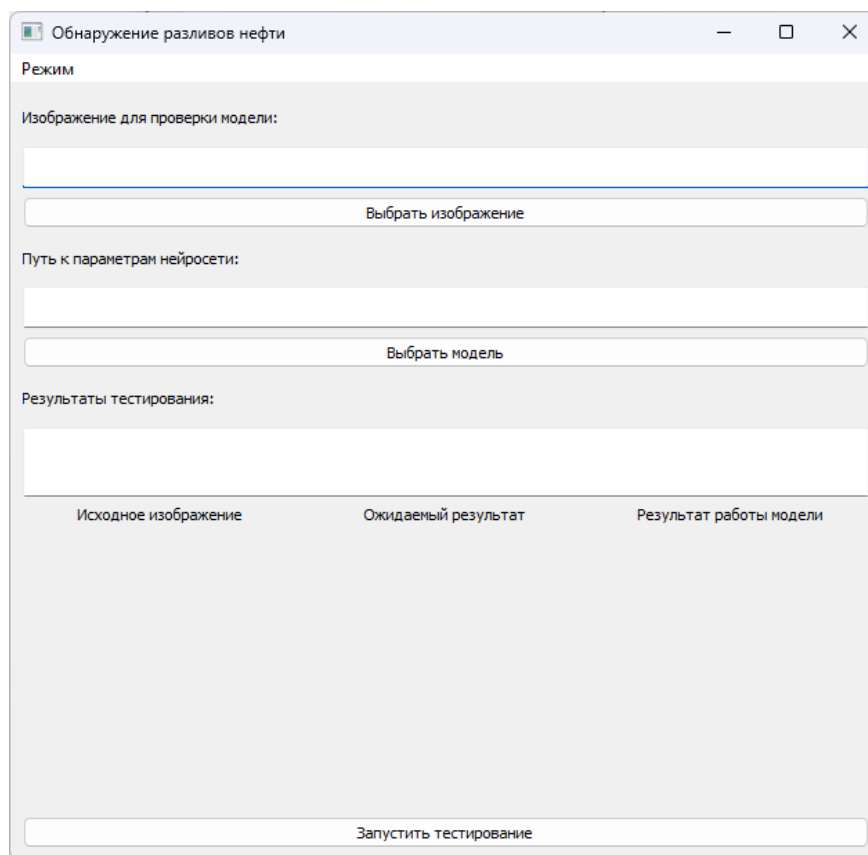 Обнаружение разливов нефти
Режим
Изображение для проверки модели:
Выбрать изображение
Путь к параметрам нейросети:
Выбрать модель
Результаты тестирования:
Исходное изображение Ожидаемый результат Результат работы модели
Запустить тестирование